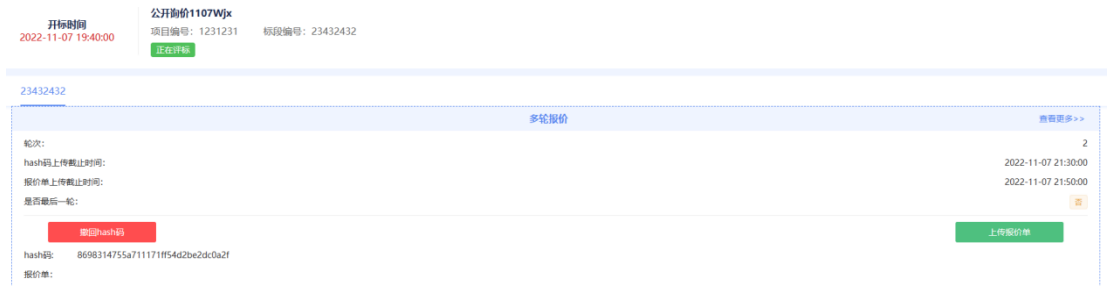 开标时间
2022-11-07 19:40:00
公开询价1107Wjx
项目编号：1231231 标段编号：23432432
正在评标
23432432
多轮报价 查看更多>>
轮次： 2
hash码上传截止时间： 2022-11-07 21:30:00
报价单上传截止时间： 2022-11-07 21:50:00
是否最后一轮： 否
撤回hash码 上传报价单
hash码： 8698314755a711171ff54d2be2dc0a2f
报价单：